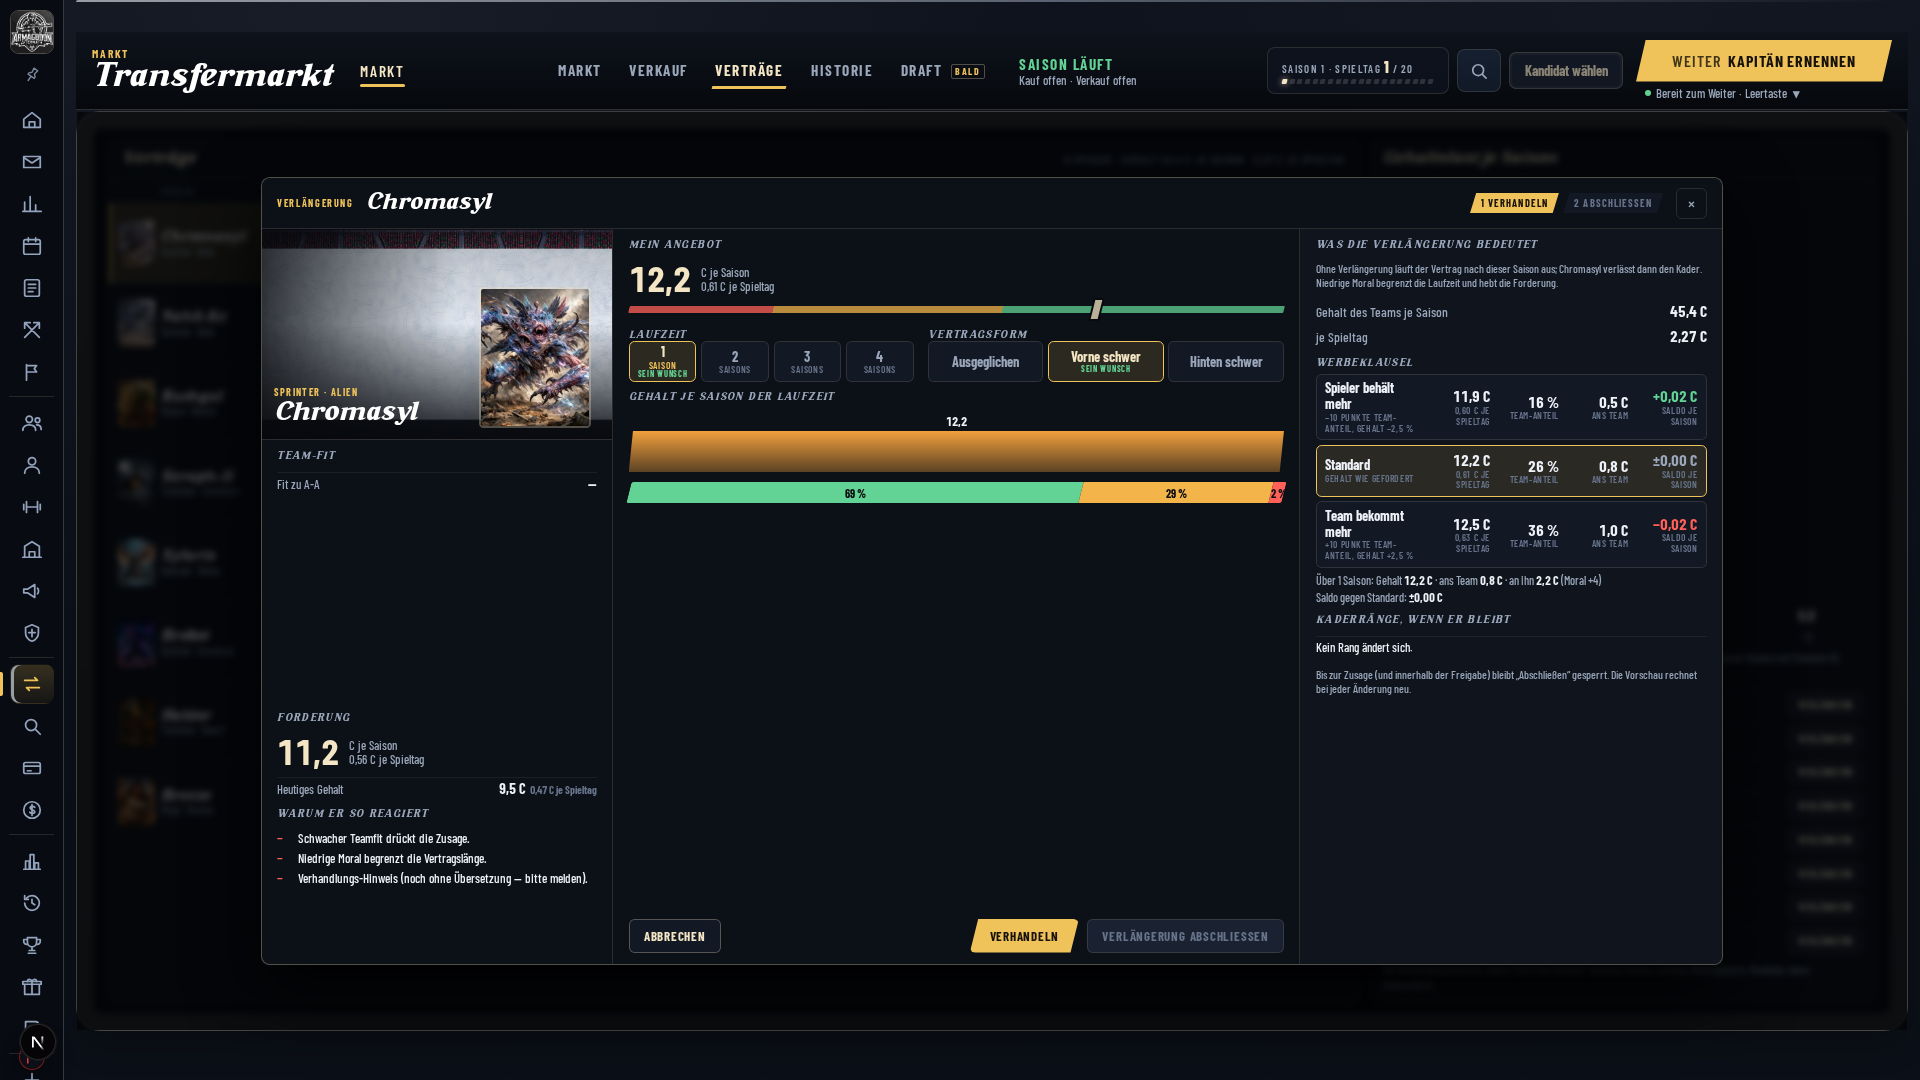 MARKT
Transfermarkt
MARKT
MARKT
VERKAUF
VERTRÄGE
HISTORIE
DRAFT BALD
SAISON LÄUFT
Kauf offen · Verkauf offen
SAISON 1 · SPIELTAG 1 / 20
Kandidat wählen
WEITER KAPITÄN ERNENNEN
Bereit zum Weiter · Leertaste ▼
VERLÄNGERUNG Chromasyl
1 VERHANDELN
2 ABSCHLIESSEN
×
SPRINTER · ALIEN
Chromasyl
TEAM-FIT
Fit zu A-A –
FORDERUNG
11,2
C je Saison
0,56 C je Spieltag
Heutiges Gehalt 9,5 C 0,47 C je Spieltag
WARUM ER SO REAGIERT
– Schwacher Teamfit drückt die Zusage.
– Niedrige Moral begrenzt die Vertragslänge.
– Verhandlungs-Hinweis (noch ohne Übersetzung – bitte melden).
MEIN ANGEBOT
12,2
C je Saison
0,61 C je Spieltag
LAUFZEIT
1
SAISON
SEIN WUNSCH
2
SAISONS
3
SAISONS
4
SAISONS
VERTRAGSFORM
Ausgeglichen
Vorne schwer
SEIN WUNSCH
Hinten schwer
GEHALT JE SAISON DER LAUFZEIT
12,2
69 %
29 %
2 %
ABBRECHEN
VERHANDELN
VERLÄNGERUNG ABSCHLIESSEN
WAS DIE VERLÄNGERUNG BEDEUTET
Ohne Verlängerung läuft der Vertrag nach dieser Saison aus; Chromasyl verlässt dann den Kader.
Niedrige Moral begrenzt die Laufzeit und hebt die Forderung.
Gehalt des Teams je Saison 45,4 C
je Spieltag 2,27 C
WERBEKLAUSEL
Spieler behält mehr
−10 PUNKTE TEAM-ANTEIL, GEHALT −2,5 %
11,9 C
0,60 C JE SPIELTAG
16 %
TEAM-ANTEIL
0,5 C
ANS TEAM
+0,02 C
SALDO JE SAISON
Standard
GEHALT WIE GEFORDERT
12,2 C
0,61 C JE SPIELTAG
26 %
TEAM-ANTEIL
0,8 C
ANS TEAM
±0,00 C
SALDO JE SAISON
Team bekommt mehr
+10 PUNKTE TEAM-ANTEIL, GEHALT +2,5 %
12,5 C
0,63 C JE SPIELTAG
36 %
TEAM-ANTEIL
1,0 C
ANS TEAM
−0,02 C
SALDO JE SAISON
Über 1 Saison: Gehalt 12,2 C · ans Team 0,8 C · an ihn 2,2 C (Moral +4)
Saldo gegen Standard: ±0,00 C
KADERRÄNGE, WENN ER BLEIBT
Kein Rang ändert sich.
Bis zur Zusage (und innerhalb der Freigabe) bleibt „Abschließen“ gesperrt. Die Vorschau rechnet
bei jeder Änderung neu.